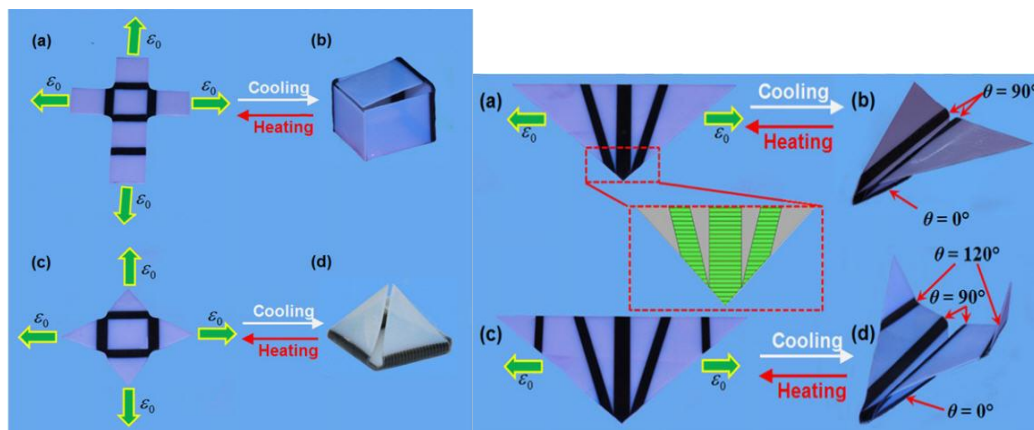 (a)
ε₀
ε₀
ε₀
ε₀
Cooling
Heating
(b)
(c)
ε₀
ε₀
ε₀
ε₀
Cooling
Heating
(d)
(a)
ε₀
ε₀
Cooling
Heating
(b)
θ = 90°
θ = 0°
(c)
ε₀
ε₀
Cooling
Heating
(d)
θ = 120°
θ = 90°
θ = 0°